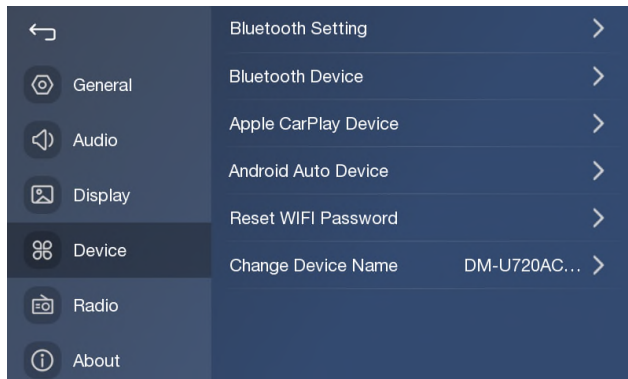 General
Audio
Display
Device
Radio
About
Bluetooth Setting
Bluetooth Device
Apple CarPlay Device
Android Auto Device
Reset WIFI Password
Change Device Name DM-U720AC...